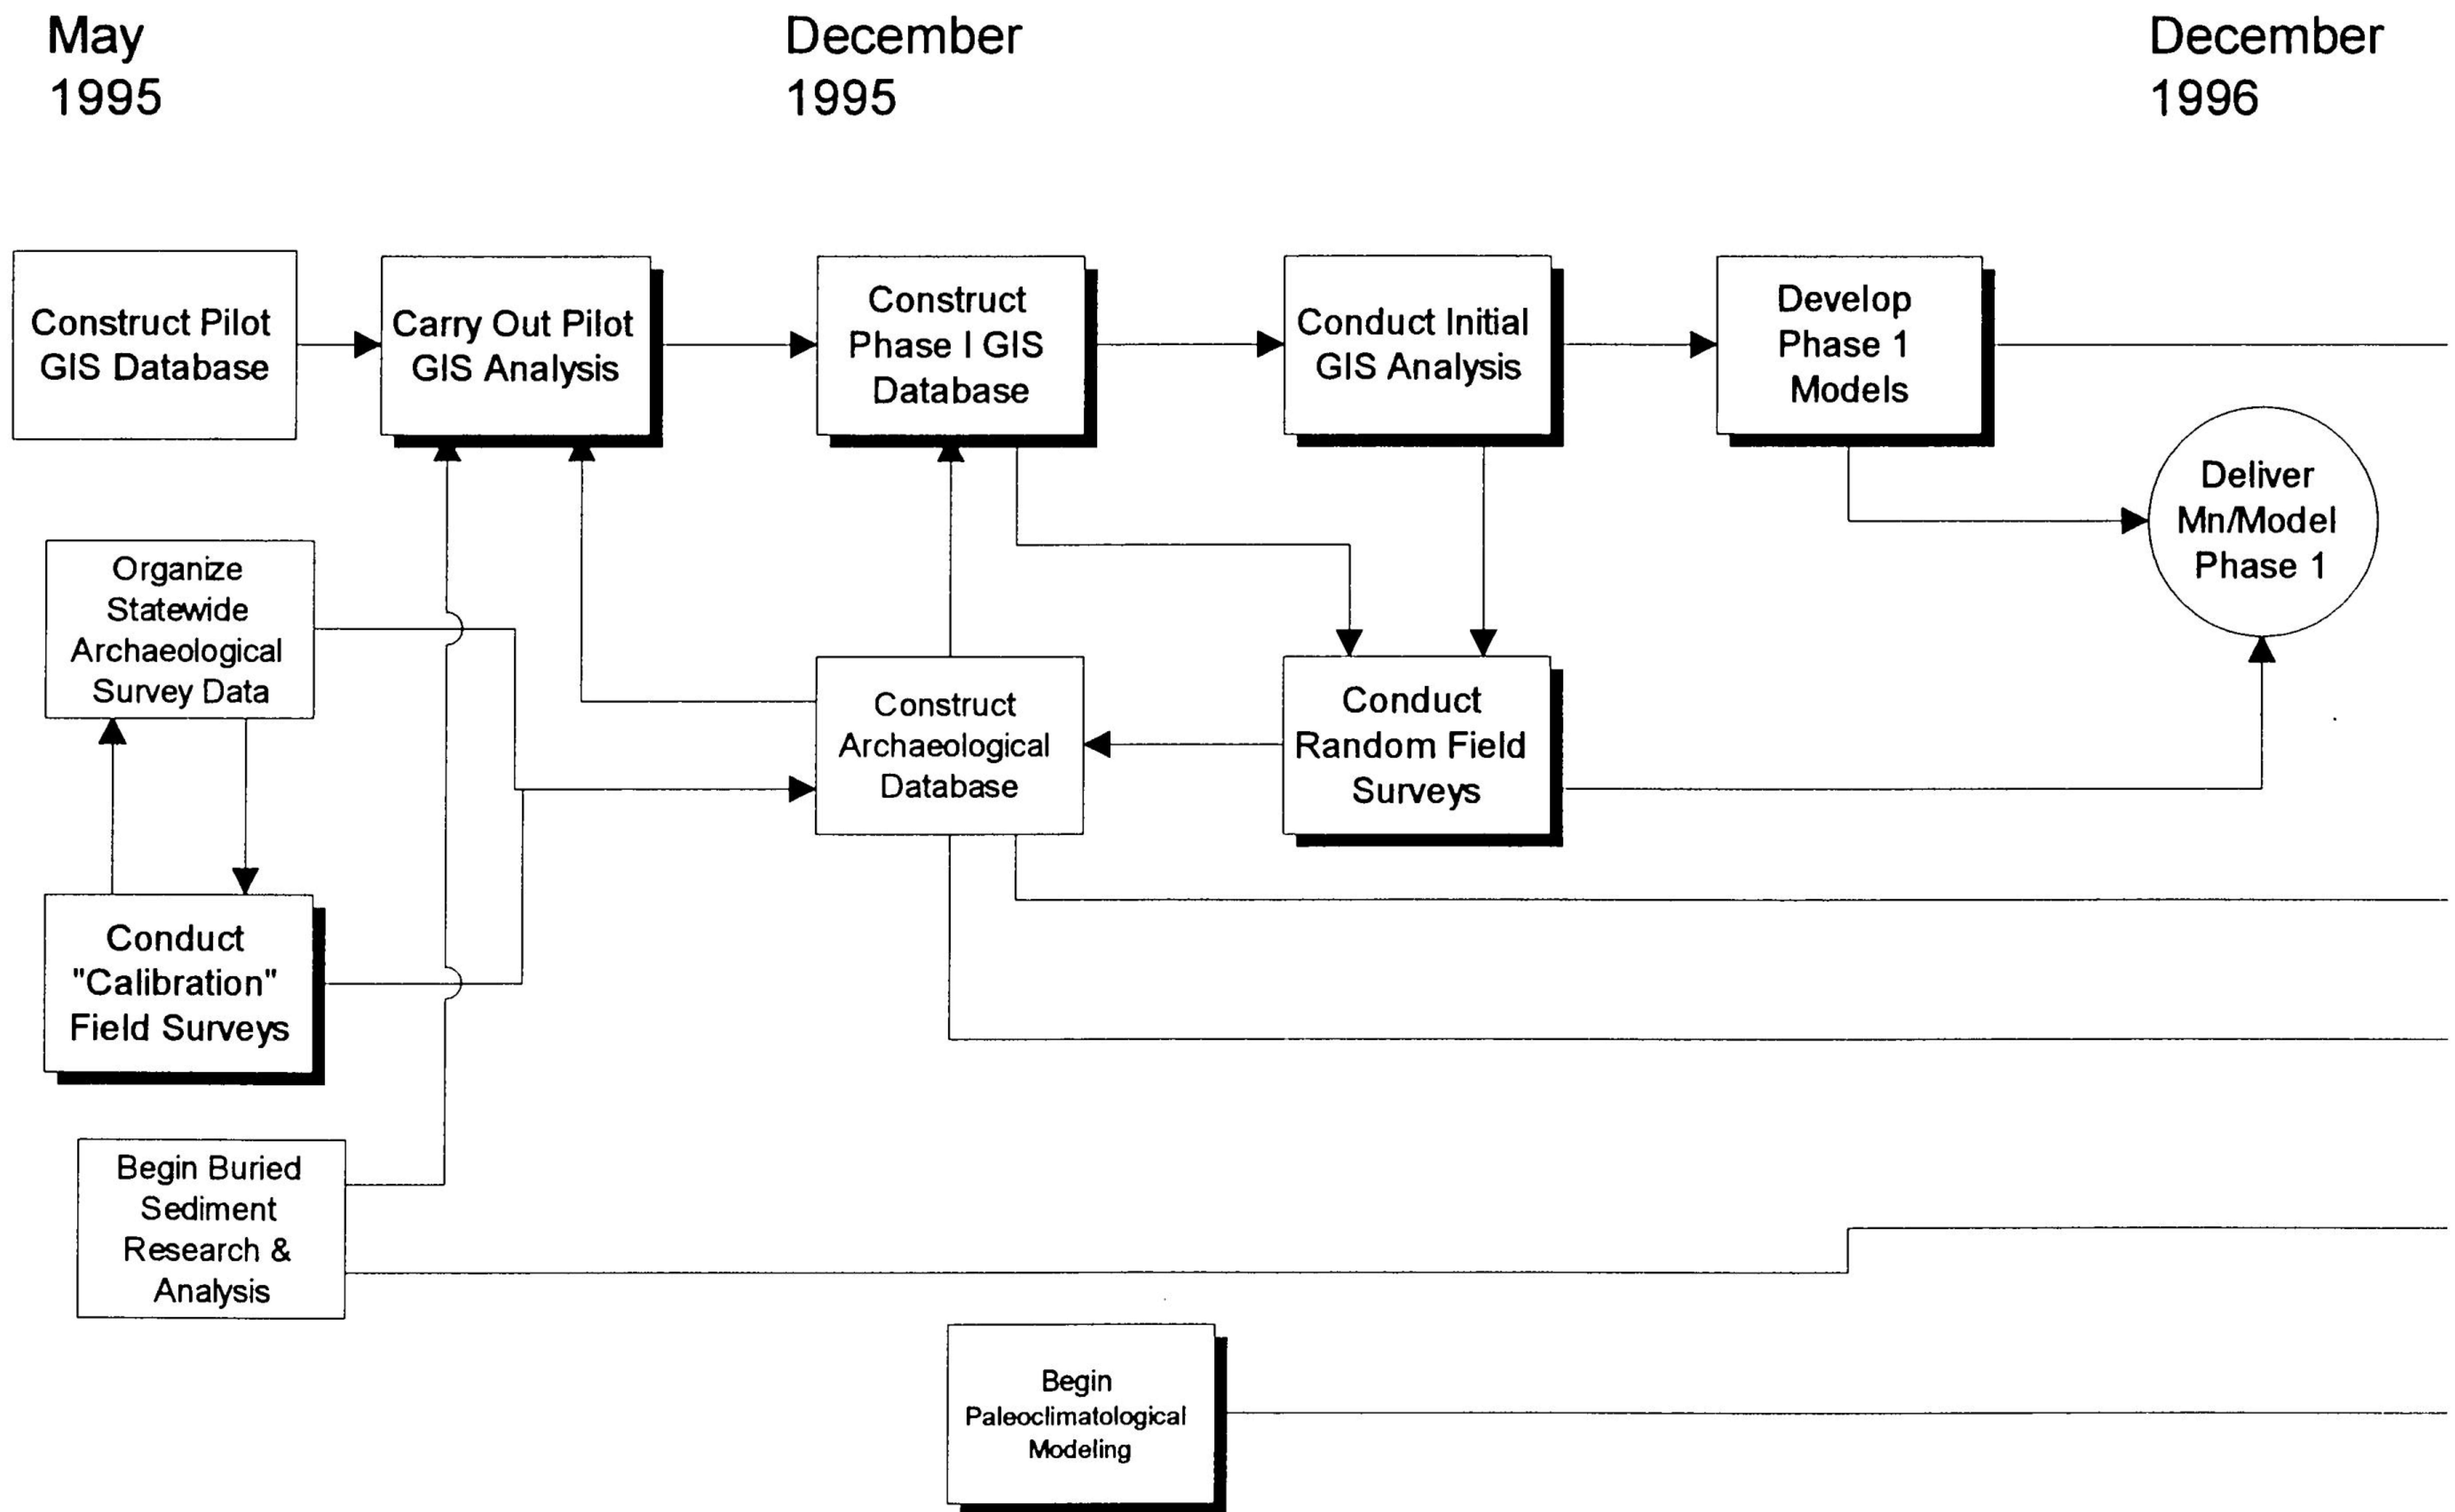 May
1995
December
1995
December
1996
Construct Pilot
GIS Database
Carry Out Pilot
GIS Analysis
Construct
Phase I GIS
Database
Conduct Initial
GIS Analysis
Develop
Phase 1
Models
Deliver
Mn/Model
Phase 1
Organize
Statewide
Archaeological
Survey Data
Construct
Archaeological
Database
Conduct
Random Field
Surveys
Conduct
"Calibration"
Field Surveys
Begin Buried
Sediment
Research &
Analysis
Begin
Paleoclimatological
Modeling